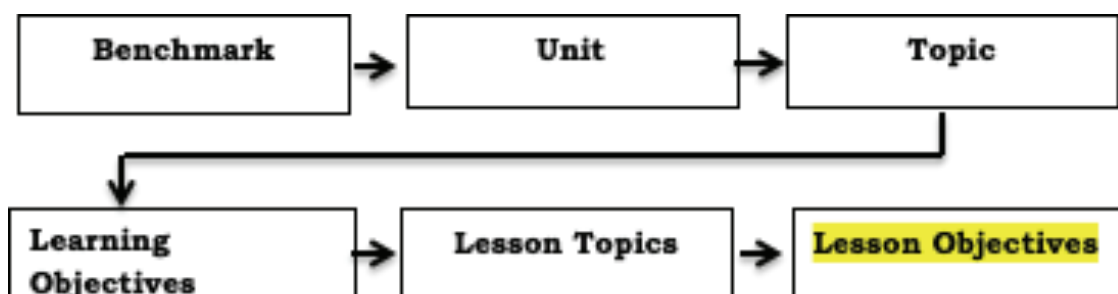 Benchmark
Unit
Topic
Learning
Objectives
Lesson Topics
Lesson Objectives